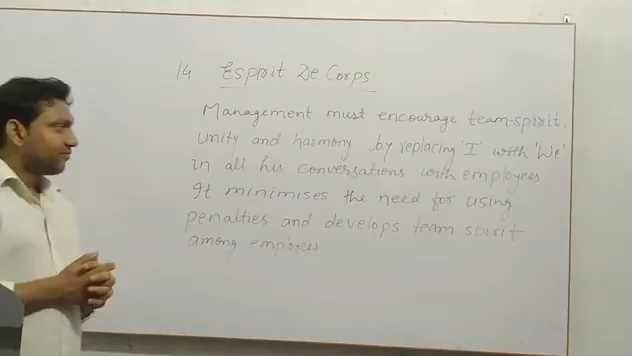 14 Esprit De Corps
Management must encourage team-spirit,
unity and harmony by replacing 'I' with 'We'
in all his conversations with employees
It minimises the need for using
penalties and develops team spirit
among employees